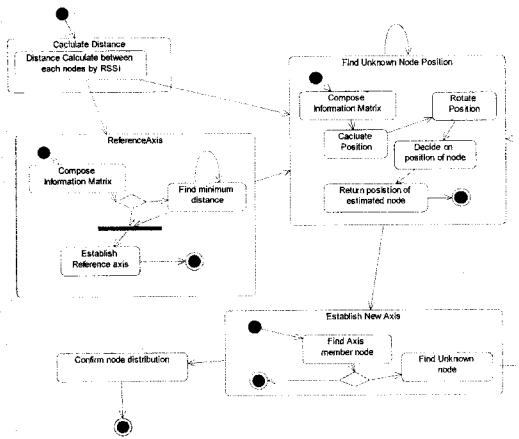 Caclulate Distance
Distance Calculate between
each nodes by RSSI
Find Unknown Node Position
Compose
Information Matrix
Rotate
Position
Cacluate
Position
Decide on
position of node
Return posistion of
estimated node
ReferenceAxis
Compose
Information Matrix
Find minimum
distance
Establish
Reference axis
Establish New Axis
Find Axis
member node
Find Unknown
node
Confirm node distribution